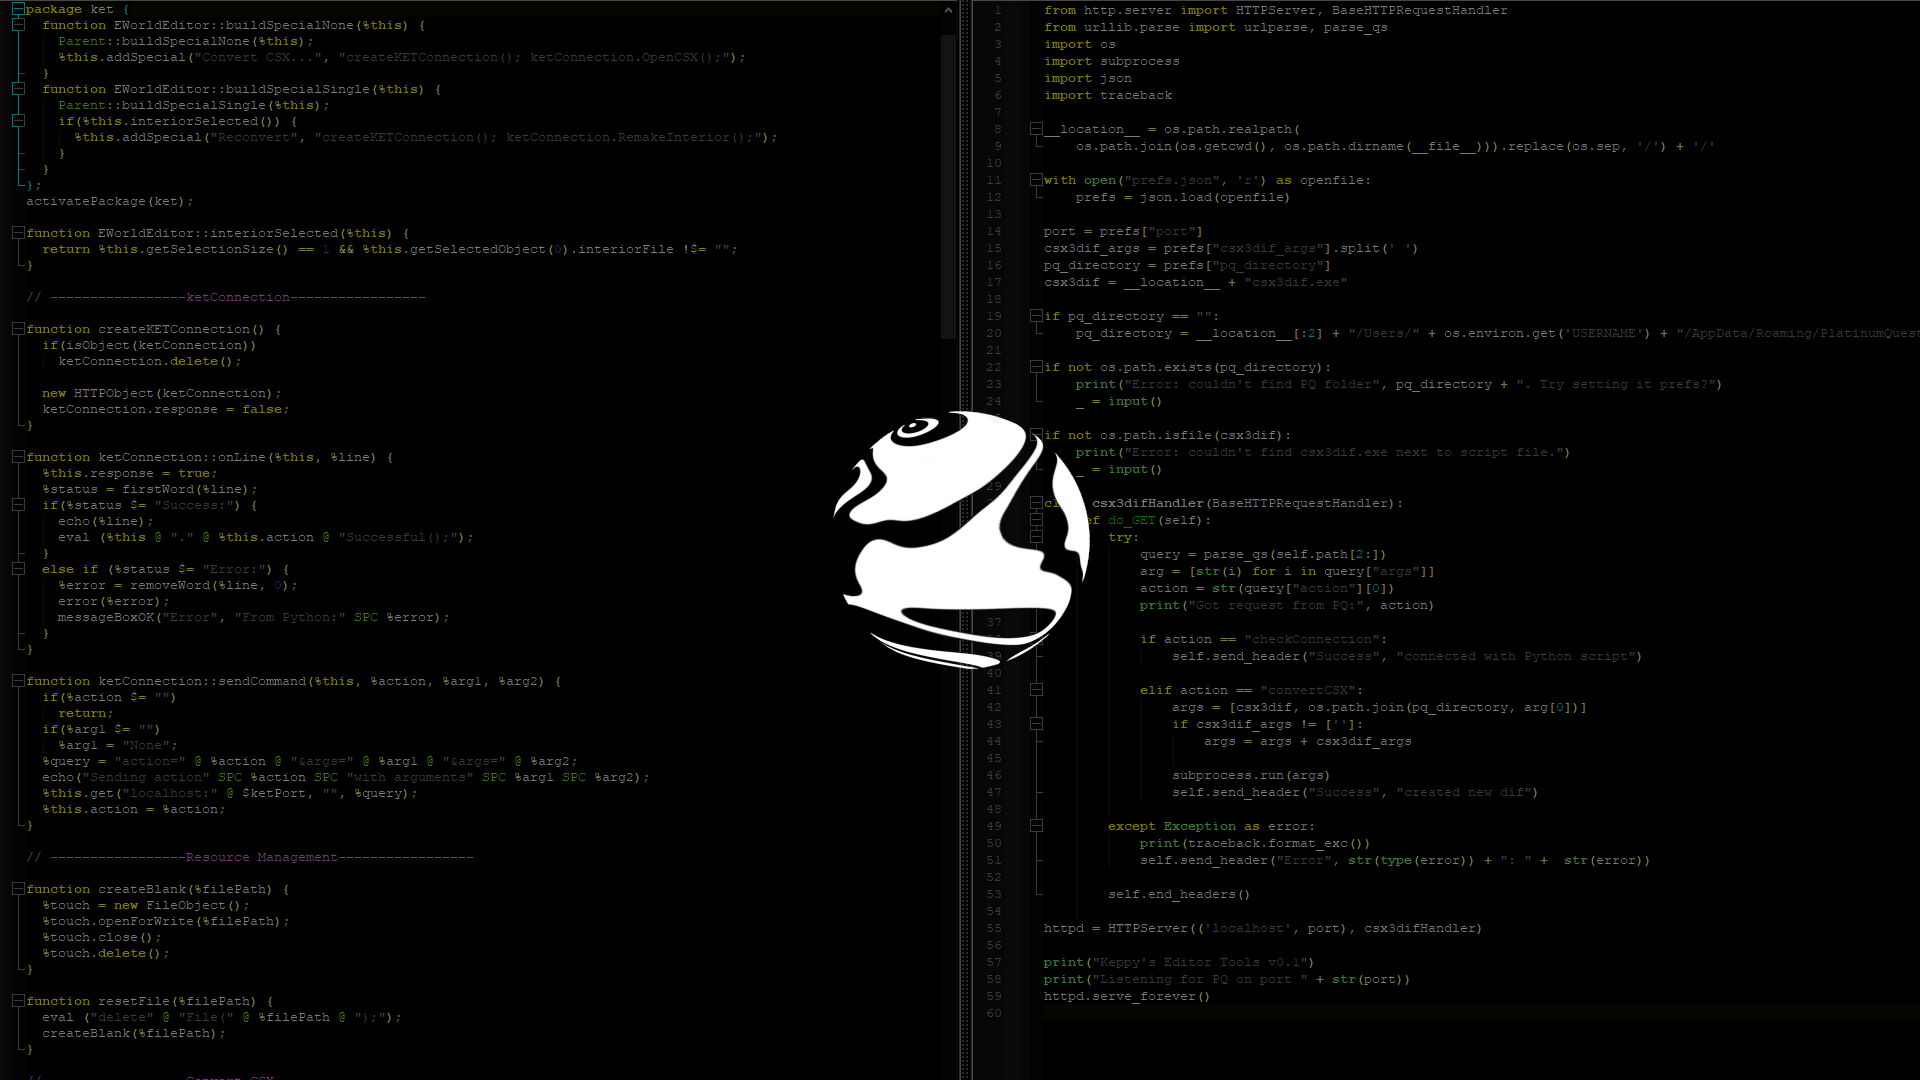 package ket {
function EWorldEditor::buildSpecialNone(%this) {
Parent::buildSpecialNone(%this);
%this.addSpecial("Convert CSX...", "createKETConnection(); ketConnection.OpenCSX();");
}
function EWorldEditor::buildSpecialSingle(%this) {
Parent::buildSpecialSingle(%this);
if(%this.interiorSelected()) {
%this.addSpecial("Reconvert", "createKETConnection(); ketConnection.RemakeInterior();");
}
}
};
activatePackage(ket);
function EWorldEditor::interiorSelected(%this) {
return %this.getSelectionSize() == 1 && %this.getSelectedObject(0).interiorFile !$= "";
}
// -----------------ketConnection-----------------
function createKETConnection() {
if(isObject(ketConnection))
ketConnection.delete();
new HTTPObject(ketConnection);
ketConnection.response = false;
}
function ketConnection::onLine(%this, %line) {
%this.response = true;
%status = firstWord(%line);
if(%status $= "Success:") {
echo(%line);
eval (%this @ "." @ %this.action @ "Successful();");
}
else if (%status $= "Error:") {
%error = removeWord(%line, 0);
error(%error);
messageBoxOK("Error", "From Python:" SPC %error);
}
}
function ketConnection::sendCommand(%this, %action, %arg1, %arg2) {
if(%action $= "")
return;
if(%arg1 $= "")
%arg1 = "None";
%query = "action=" @ %action @ "&args=" @ %arg1 @ "&args=" @ %arg2;
echo("Sending action" SPC %action SPC "with arguments" SPC %arg1 SPC %arg2);
%this.get("localhost:" @ $ketPort, "", %query);
%this.action = %action;
}
// -----------------Resource Management-----------------
function createBlank(%filePath) {
%touch = new FileObject();
%touch.openForWrite(%filePath);
%touch.close();
%touch.delete();
}
function resetFile(%filePath) {
eval ("delete" @ "File(" @ %filePath @ ");");
createBlank(%filePath);
}
1 from http.server import HTTPServer, BaseHTTPRequestHandler
2 from urllib.parse import urlparse, parse_qs
3 import os
4 import subprocess
5 import json
6 import traceback
7
8 __location__ = os.path.realpath(
9 os.path.join(os.getcwd(), os.path.dirname(__file__))).replace(os.sep, '/') + '/'
10
11 with open("prefs.json", 'r') as openfile:
12 prefs = json.load(openfile)
13
14 port = prefs["port"]
15 csx3dif_args = prefs["csx3dif_args"].split(' ')
16 pq_directory = prefs["pq_directory"]
17 csx3dif = __location__ + "csx3dif.exe"
18
19 if pq_directory == "":
20 pq_directory = __location__[:2] + "/Users/" + os.environ.get('USERNAME') + "/AppData/Roaming/PlatinumQuest
21
22 if not os.path.exists(pq_directory):
23 print("Error: couldn't find PQ folder", pq_directory + ". Try setting it prefs?")
24 _ = input()
if not os.path.isfile(csx3dif):
print("Error: couldn't find csx3dif.exe next to script file.")
_ = input()
29
csx3difHandler(BaseHTTPRequestHandler):
do_GET(self):
try:
query = parse_qs(self.path[2:])
arg = [str(i) for i in query["args"]]
action = str(query["action"][0])
print("Got request from PQ:", action)
37
if action == "checkConnection":
39 self.send_header("Success", "connected with Python script")
40
41 elif action == "convertCSX":
42 args = [csx3dif, os.path.join(pq_directory, arg[0])]
43 if csx3dif_args != ['']:
44 args = args + csx3dif_args
45
46 subprocess.run(args)
47 self.send_header("Success", "created new dif")
48
49 except Exception as error:
50 print(traceback.format_exc())
51 self.send_header("Error", str(type(error)) + ": " +  str(error))
52
53 self.end_headers()
54
55 httpd = HTTPServer(('localhost', port), csx3difHandler)
56
57 print("Keppy's Editor Tools v0.1")
58 print("Listening for PQ on port " + str(port))
59 httpd.serve_forever()
60